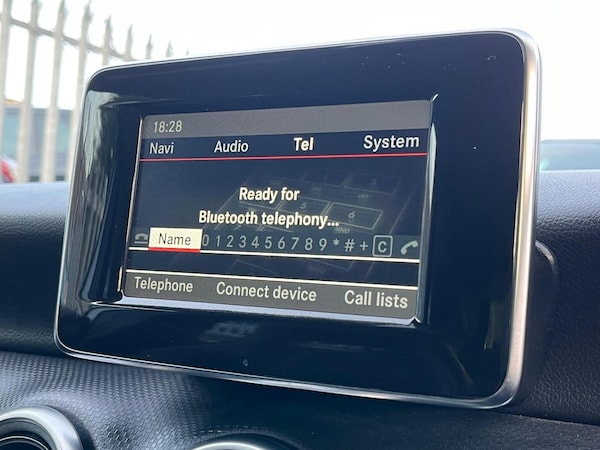 18:28
Navi Audio Tel System
Ready for
Bluetooth telephony...
Name 0 1 2 3 4 5 6 7 8 9 * # + C
Telephone Connect device Call lists